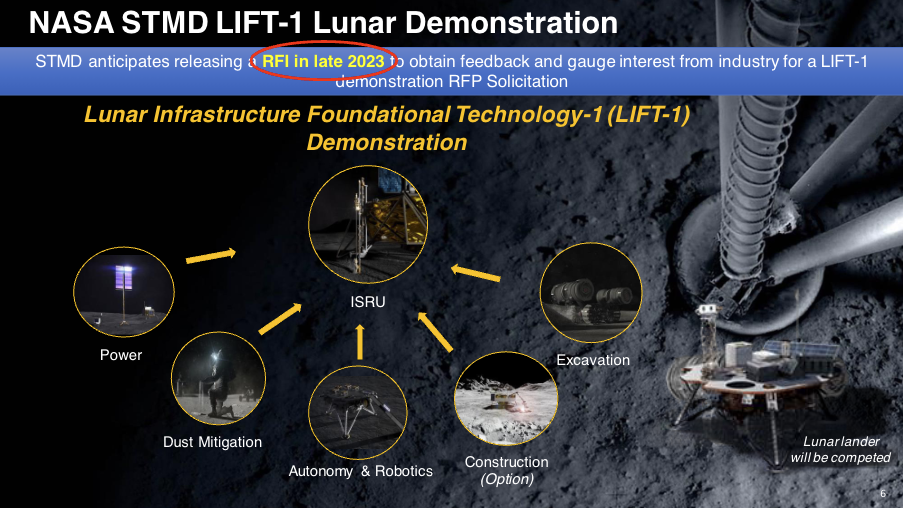 NASA STMD LIFT-1 Lunar Demonstration
STMD anticipates releasing a RFI in late 2023 to obtain feedback and gauge interest from industry for a LIFT-1
demonstration RFP Solicitation
Lunar Infrastructure Foundational Technology-1 (LIFT-1)
Demonstration
ISRU
Power
Excavation
Dust Mitigation
Autonomy & Robotics
Construction
(Option)
Lunar lander
will be competed
6